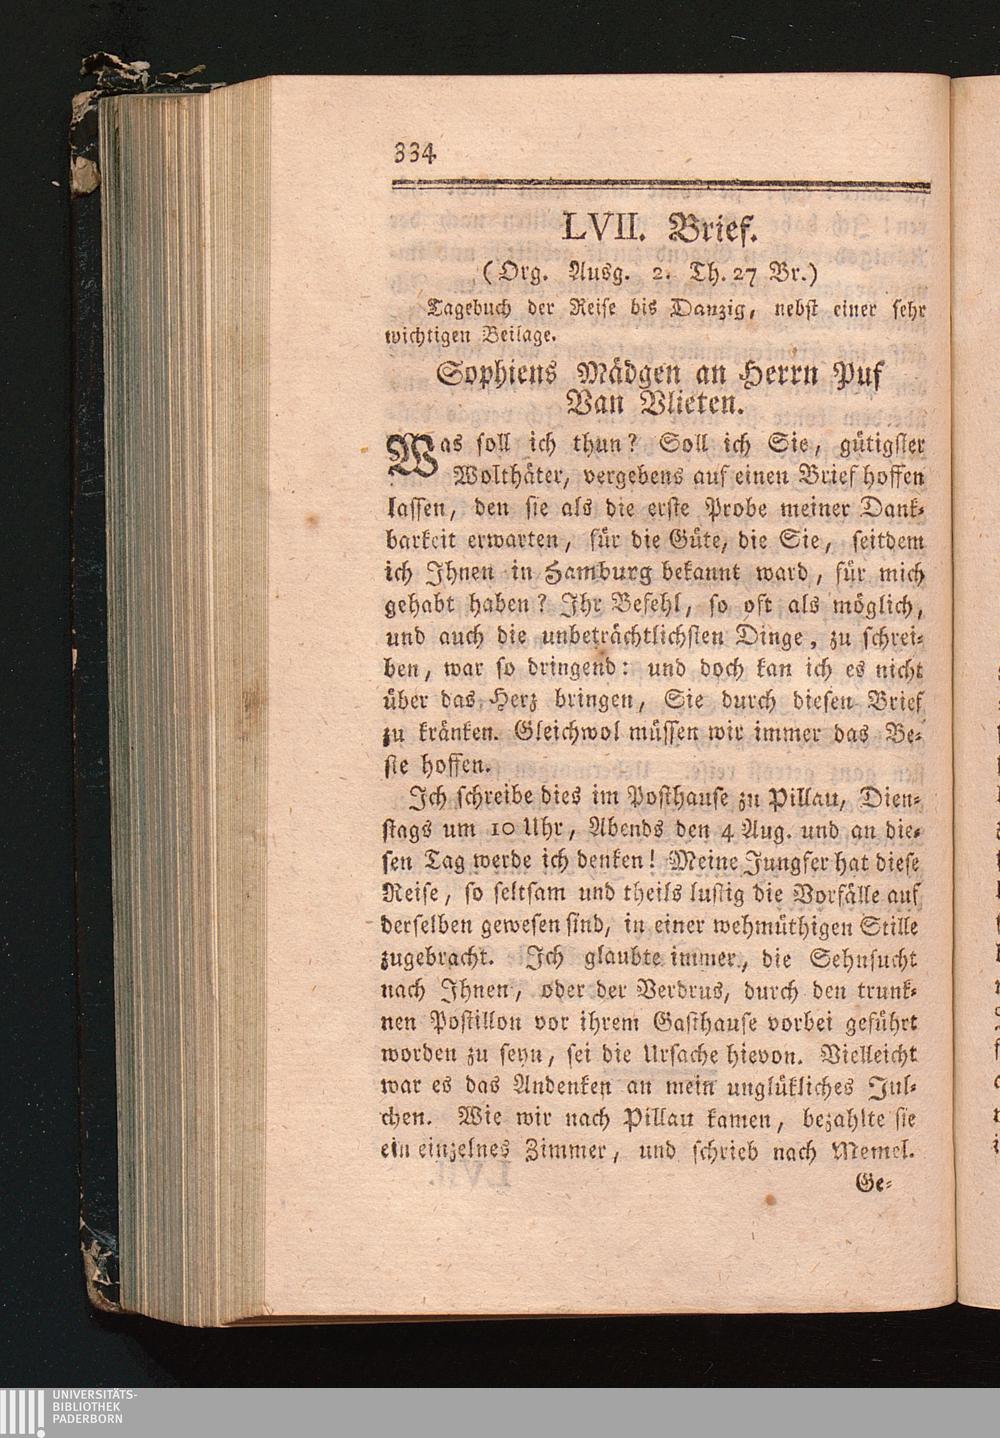 334
LVII. Brief.
(Org. Ausg. 2. Th. 27 Br.)
Tagebuch der Reise bis Danzig, nebst einer sehr
wichtigen Beilage.
Sophiens Mädgen an Herrn Puf
Van Vlieten.
Was soll ich thun? Soll ich Sie, gütigster
Wolthäter, vergebens auf einen Brief hoffen
lassen, den sie als die erste Probe meiner Dank-
barkeit erwarten, für die Güte, die Sie, seitdem
ich Ihnen in Hamburg bekannt ward, für mich
gehabt haben? Ihr Befehl, so oft als möglich,
und auch die unbeträchtlichsten Dinge, zu schrei-
ben, war so dringend: und doch kan ich es nicht
über das Herz bringen, Sie durch diesen Brief
zu kränken. Gleichwol müssen wir immer das Be-
ste hoffen.
Ich schreibe dies im Posthause zu Pillau, Dien-
stags um 10 Uhr, Abends den 4 Aug. und an die-
sen Tag werde ich denken! Meine Jungfer hat diese
Reise, so seltsam und theils lustig die Vorfälle auf
derselben gewesen sind, in einer wehmüthigen Stille
zugebracht. Ich glaubte immer, die Sehnsucht
nach Ihnen, oder der Verdrus, durch den trunk-
nen Postillon vor ihrem Gasthause vorbei geführt
worden zu seyn, sei die Ursache hievon. Vielleicht
war es das Andenken an mein unglükliches Jul-
chen. Wie wir nach Pillau kamen, bezahlte sie
ein einzelnes Zimmer, und schrieb nach Memel.
Ge-
UNIVERSITÄTS-
BIBLIOTHEK
PADERBORN